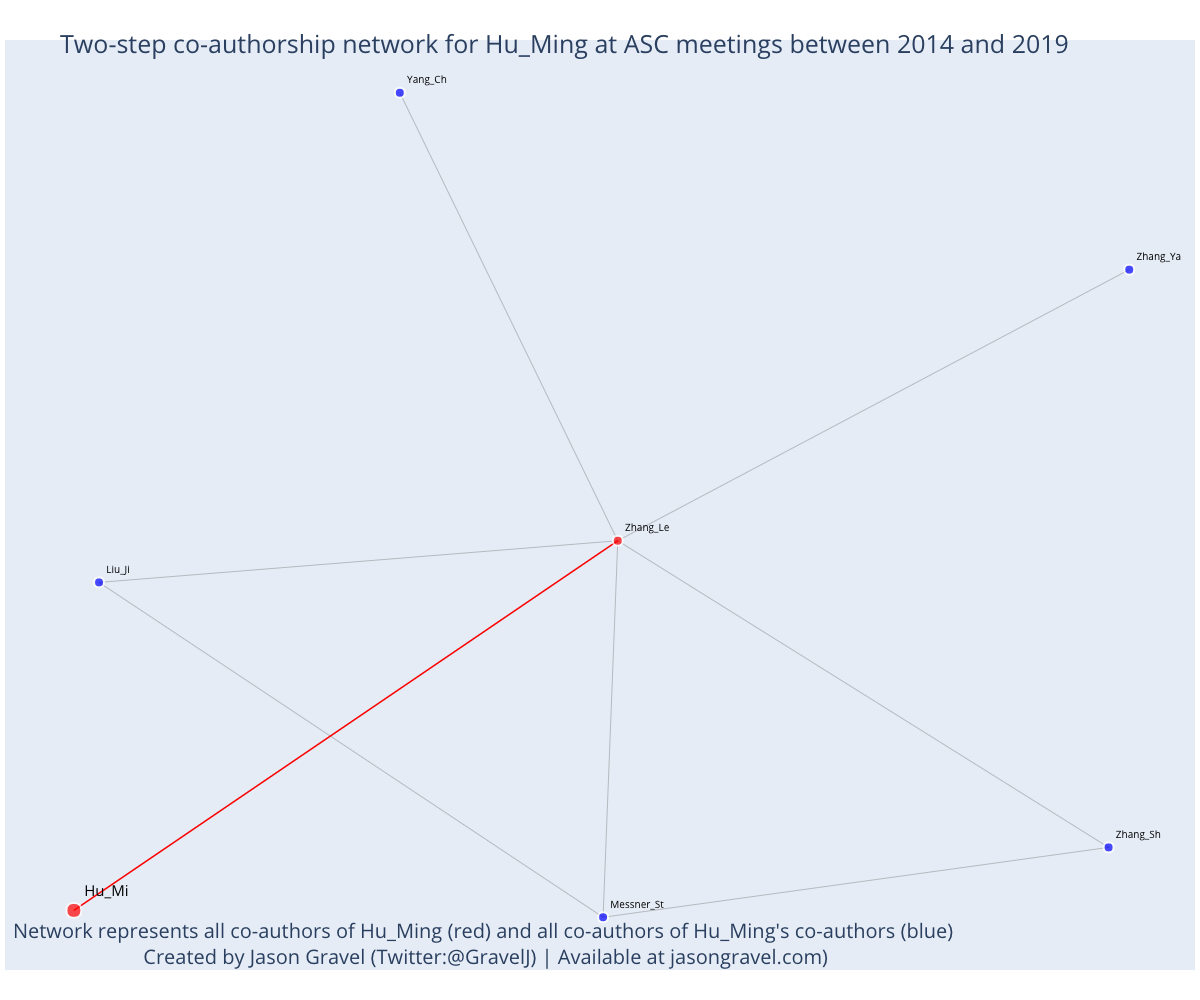 Two-step co-authorship network for Hu_Ming at ASC meetings between 2014 and 2019
Yang_Ch
Zhang_Ya
Zhang_Le
Liu_Ji
Zhang_Sh
Hu_Mi
Messner_St
Network represents all co-authors of Hu_Ming (red) and all co-authors of Hu_Ming's co-authors (blue)
Created by Jason Gravel (Twitter:@GravelJ) | Available at jasongravel.com)